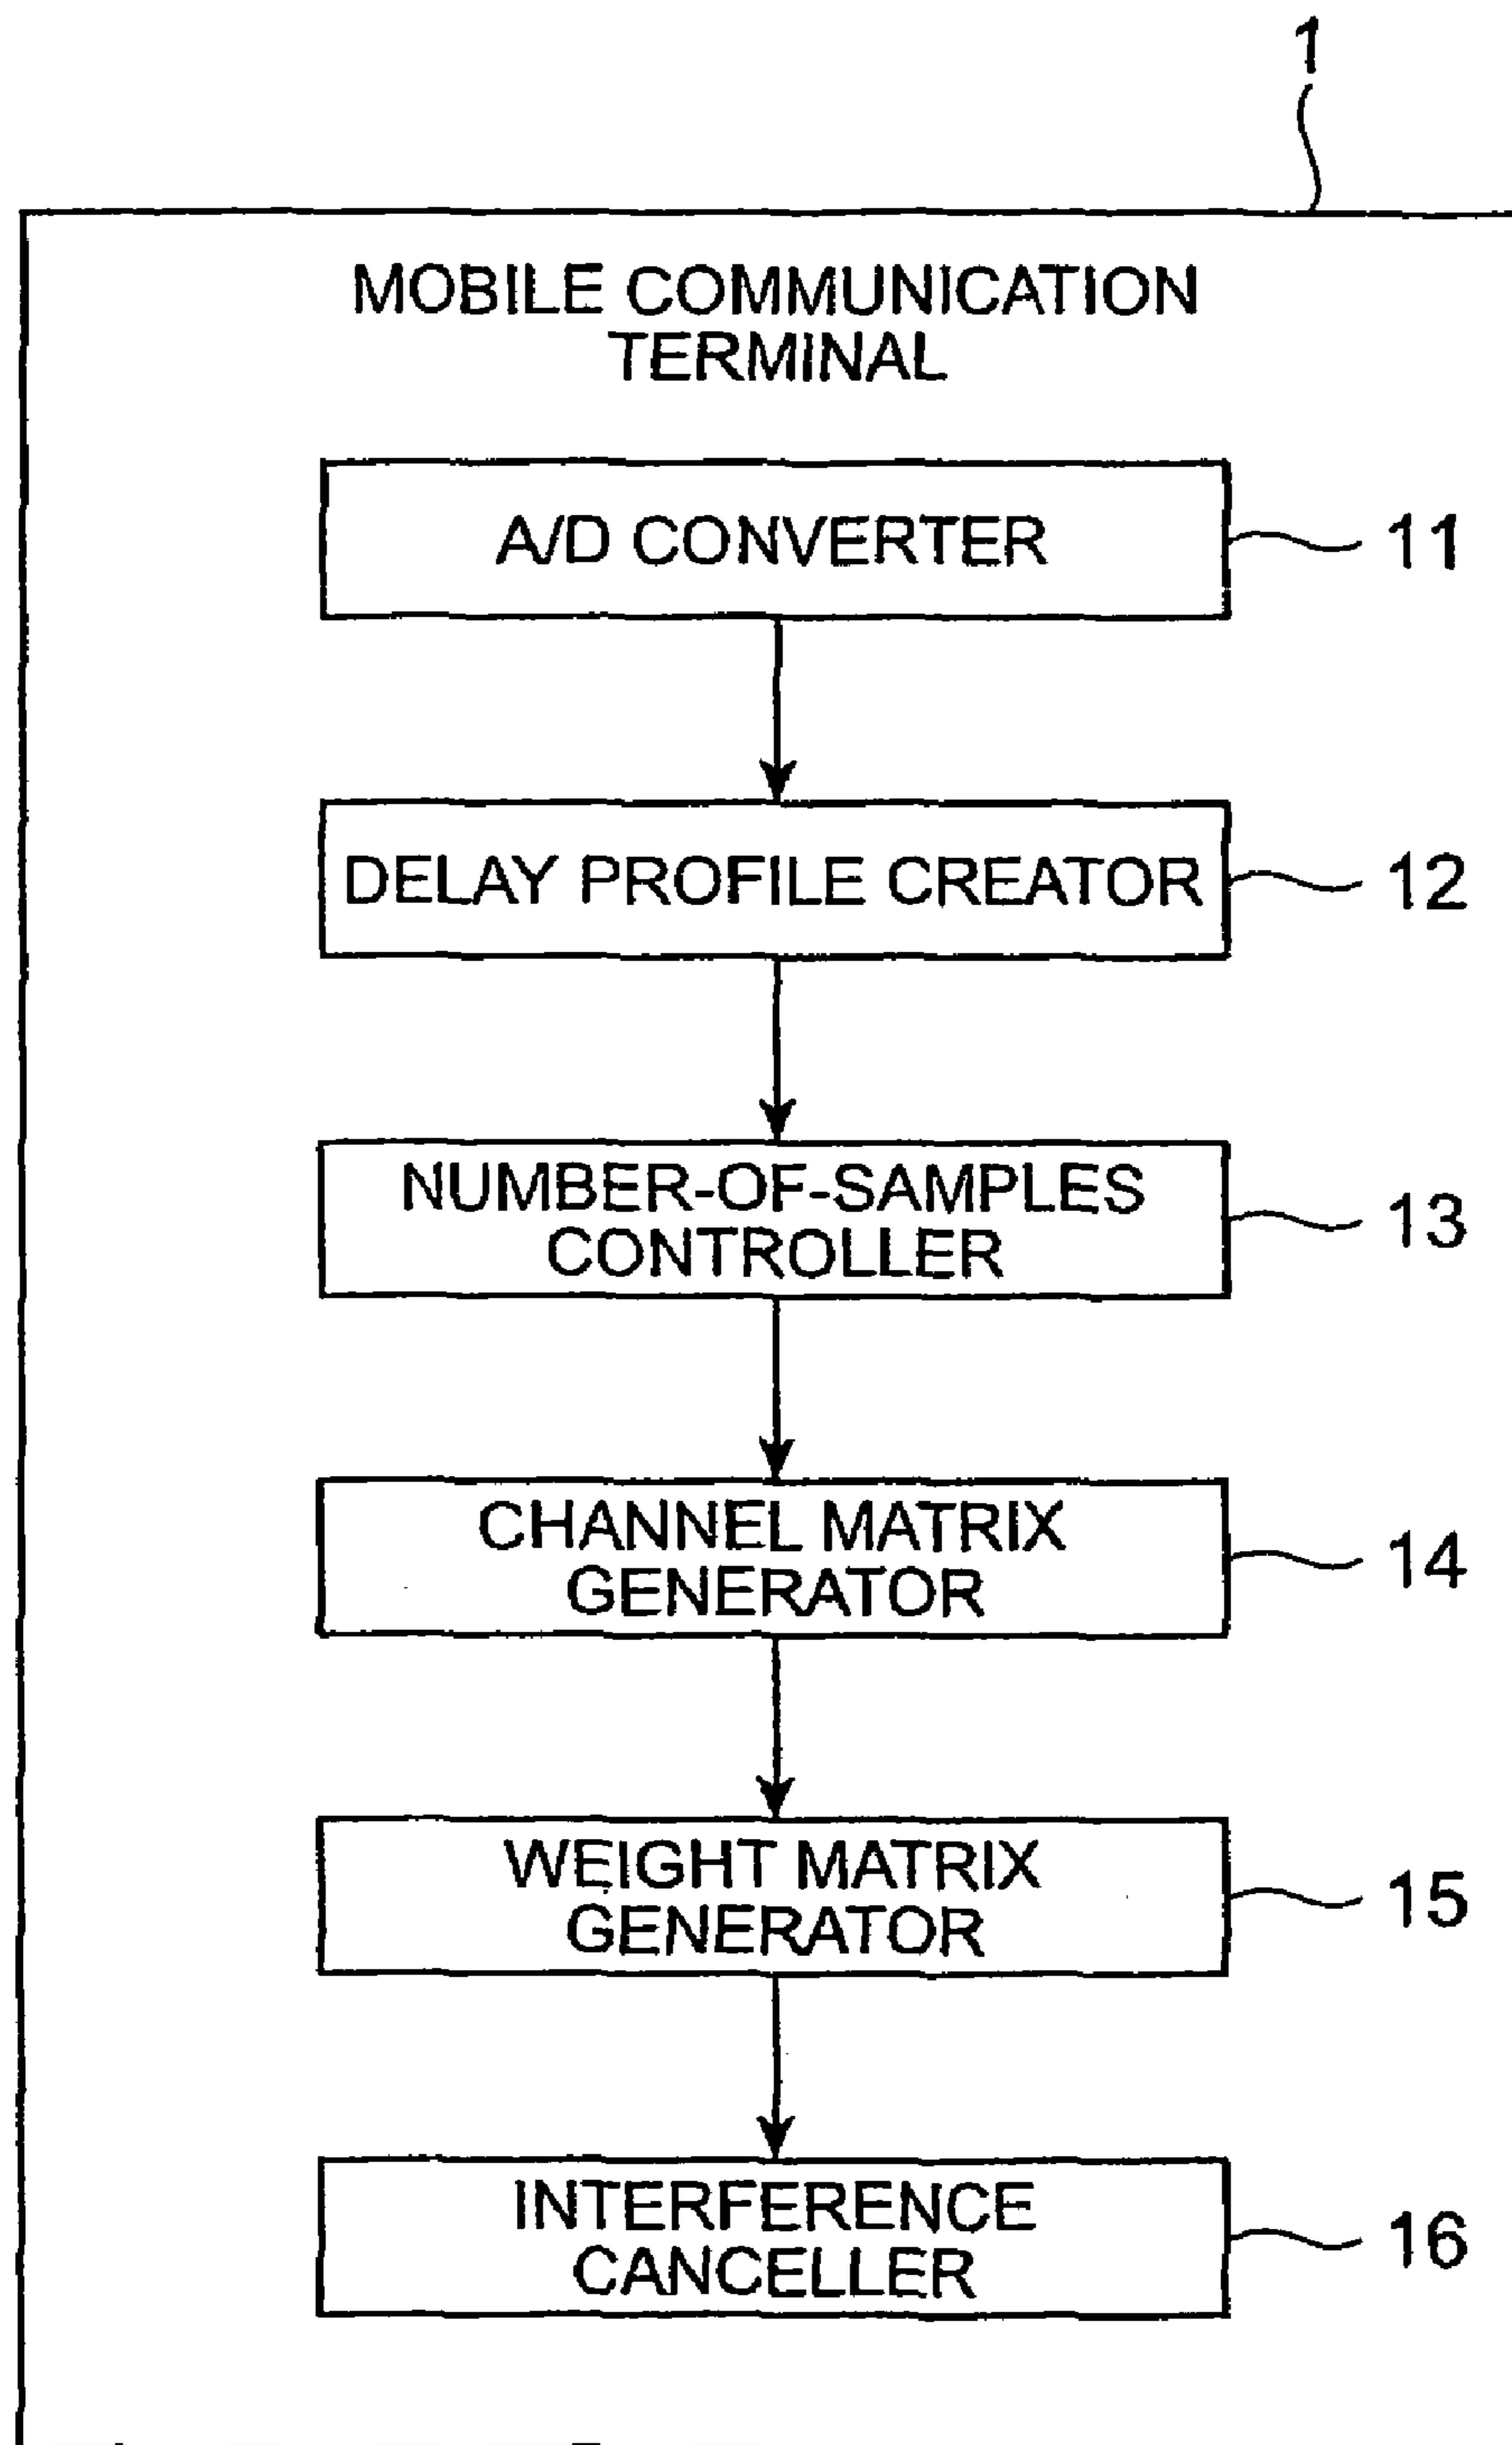 1
MOBILE COMMUNICATION
TERMINAL
A/D CONVERTER
11
DELAY PROFILE CREATOR
12
NUMBER-OF-SAMPLES
CONTROLLER
13
CHANNEL MATRIX
GENERATOR
14
WEIGHT MATRIX
GENERATOR
15
INTERFERENCE
CANCELLER
16